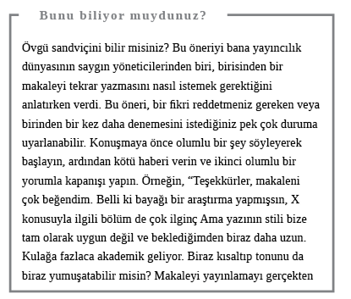 Bunu biliyor muydunuz?
Övgü sandviçini bilir misiniz? Bu öneriyi bana yayıncılık
dünyasının saygın yöneticilerinden biri, birisinden bir
makaleyi tekrar yazmasını nasıl istemek gerektiğini
anlatırken verdi. Bu öneri, bir fikri reddetmeniz gereken veya
birinden bir kez daha denemesini istediğiniz pek çok duruma
uyarlanabilir. Konuşmaya önce olumlu bir şey söyleyerek
başlayın, ardından kötü haberi verin ve ikinci olumlu bir
yorumla kapanışı yapın. Örneğin, “Teşekkürler, makaleni
çok beğendim. Belli ki bayağı bir araştırma yapmışsın, X
konusuyla ilgili bölüm de çok ilginç Ama yazının stili bize
tam olarak uygun değil ve beklediğimden biraz daha uzun.
Kulağa fazlaca akademik geliyor. Biraz kısaltıp tonunu da
biraz yumuşatabilir misin? Makaleyi yayınlamayı gerçekten